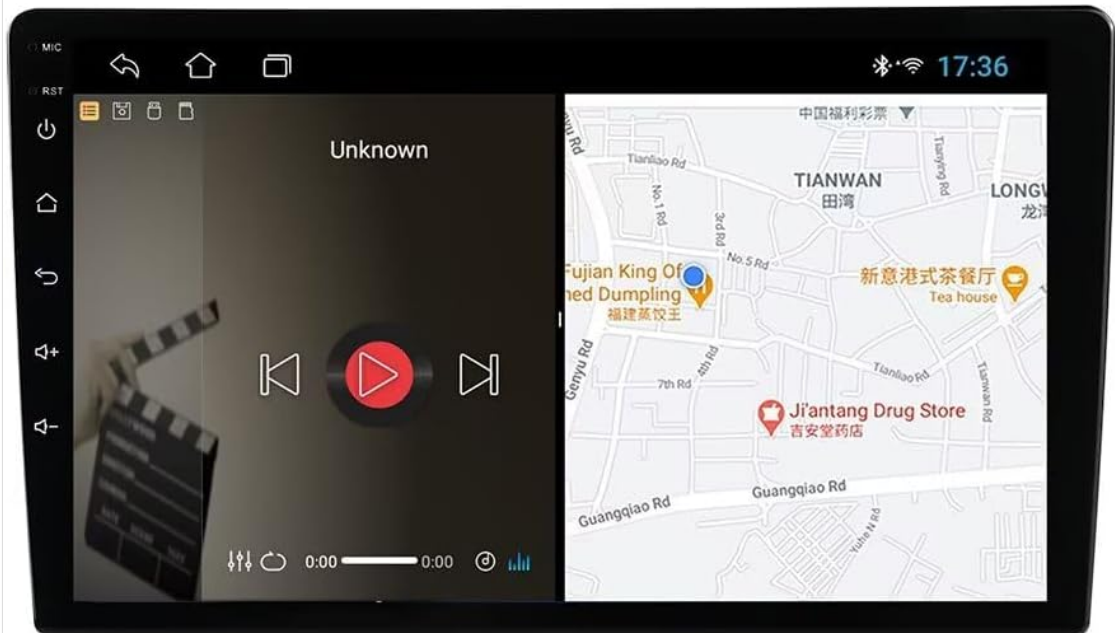 MIC
RST
17:36
Unknown
0:00
0:00
中国福利彩票
Tianliao Rd
Tianying Rd
TIANWAN
田湾
No.1 Rd
3rd Rd
No.5 Rd
Fujian King Of
Dumpling
福建蒸饺王
新意港式茶餐厅
Tea house
Genyu Rd
4th Rd
7th Rd
Tianliao Rd
Tianwan Rd
Ji'antang Drug Store
吉安堂药店
Guangqiao Rd
Guangqiao Rd
Yuhe N Rd